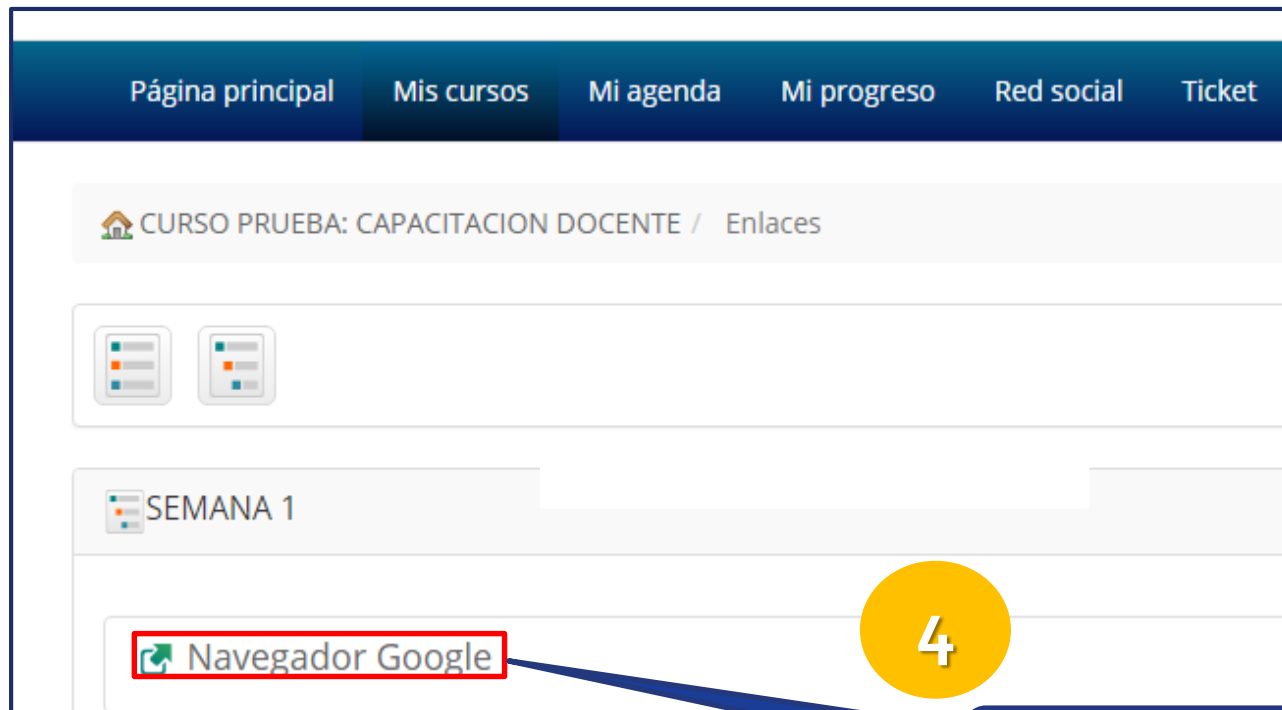 Página principal Mis cursos Mi agenda Mi progreso Red social Ticket
CURSO PRUEBA: CAPACITACION DOCENTE / Enlaces
SEMANA 1
Navegador Google
4